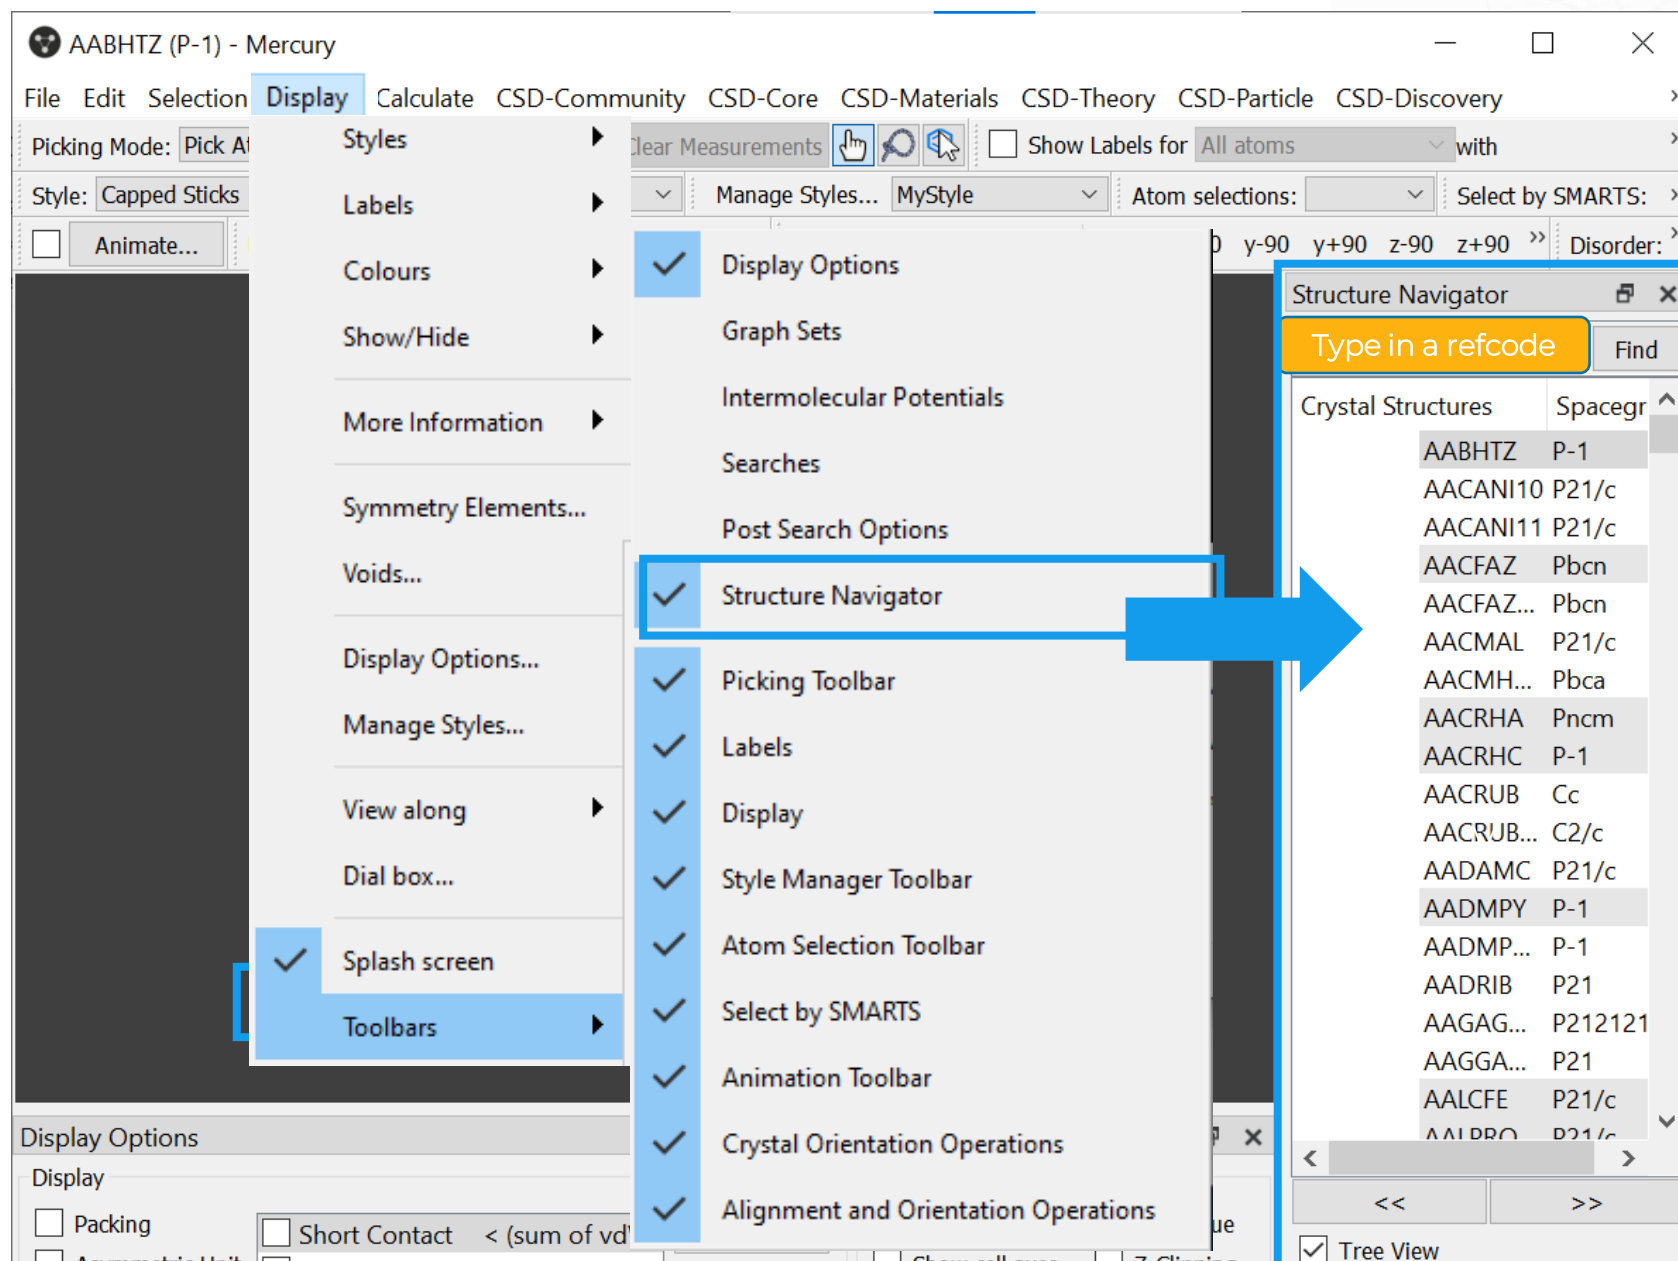 AABHTZ (P-1) - Mercury
File Edit Selection Display Calculate CSD-Community CSD-Core CSD-Materials CSD-Theory CSD-Particle CSD-Discovery
Picking Mode: Pick Measurements Show Labels for All atoms with
Style: Capped Sticks Manage Styles... MyStyle Atom selections: Select by SMARTS:
Animate... y-90 y+90 z-90 z+90 » Disorder:
Styles
Labels
Colours
Show/Hide
More Information
Symmetry Elements...
Voids...
Display Options...
Manage Styles...
View along
Dial box...
Splash screen
Toolbars
Display Options
Graph Sets
Intermolecular Potentials
Searches
Post Search Options
Structure Navigator
Picking Toolbar
Labels
Display
Style Manager Toolbar
Atom Selection Toolbar
Select by SMARTS
Animation Toolbar
Crystal Orientation Operations
Alignment and Orientation Operations
Structure Navigator
Type in a refcode Find
Crystal Structures Spacegr
AABHTZ P-1
AACANI10 P21/c
AACANI11 P21/c
AACFAZ Pbcn
AACFAZ... Pbcn
AACMAL P21/c
AACMH... Pbca
AACRHA Pncm
AACRHC P-1
AACRUB Cc
AACRUB... C2/c
AADAMC P21/c
AADMPY P-1
AADMP... P-1
AADRIB P21
AAGAG... P212121
AAGGA... P21
AALCFE P21/c
AALPRO P21/c
<< >>
Tree View
Display Options
Display
Packing
Short Contact < (sum of vd